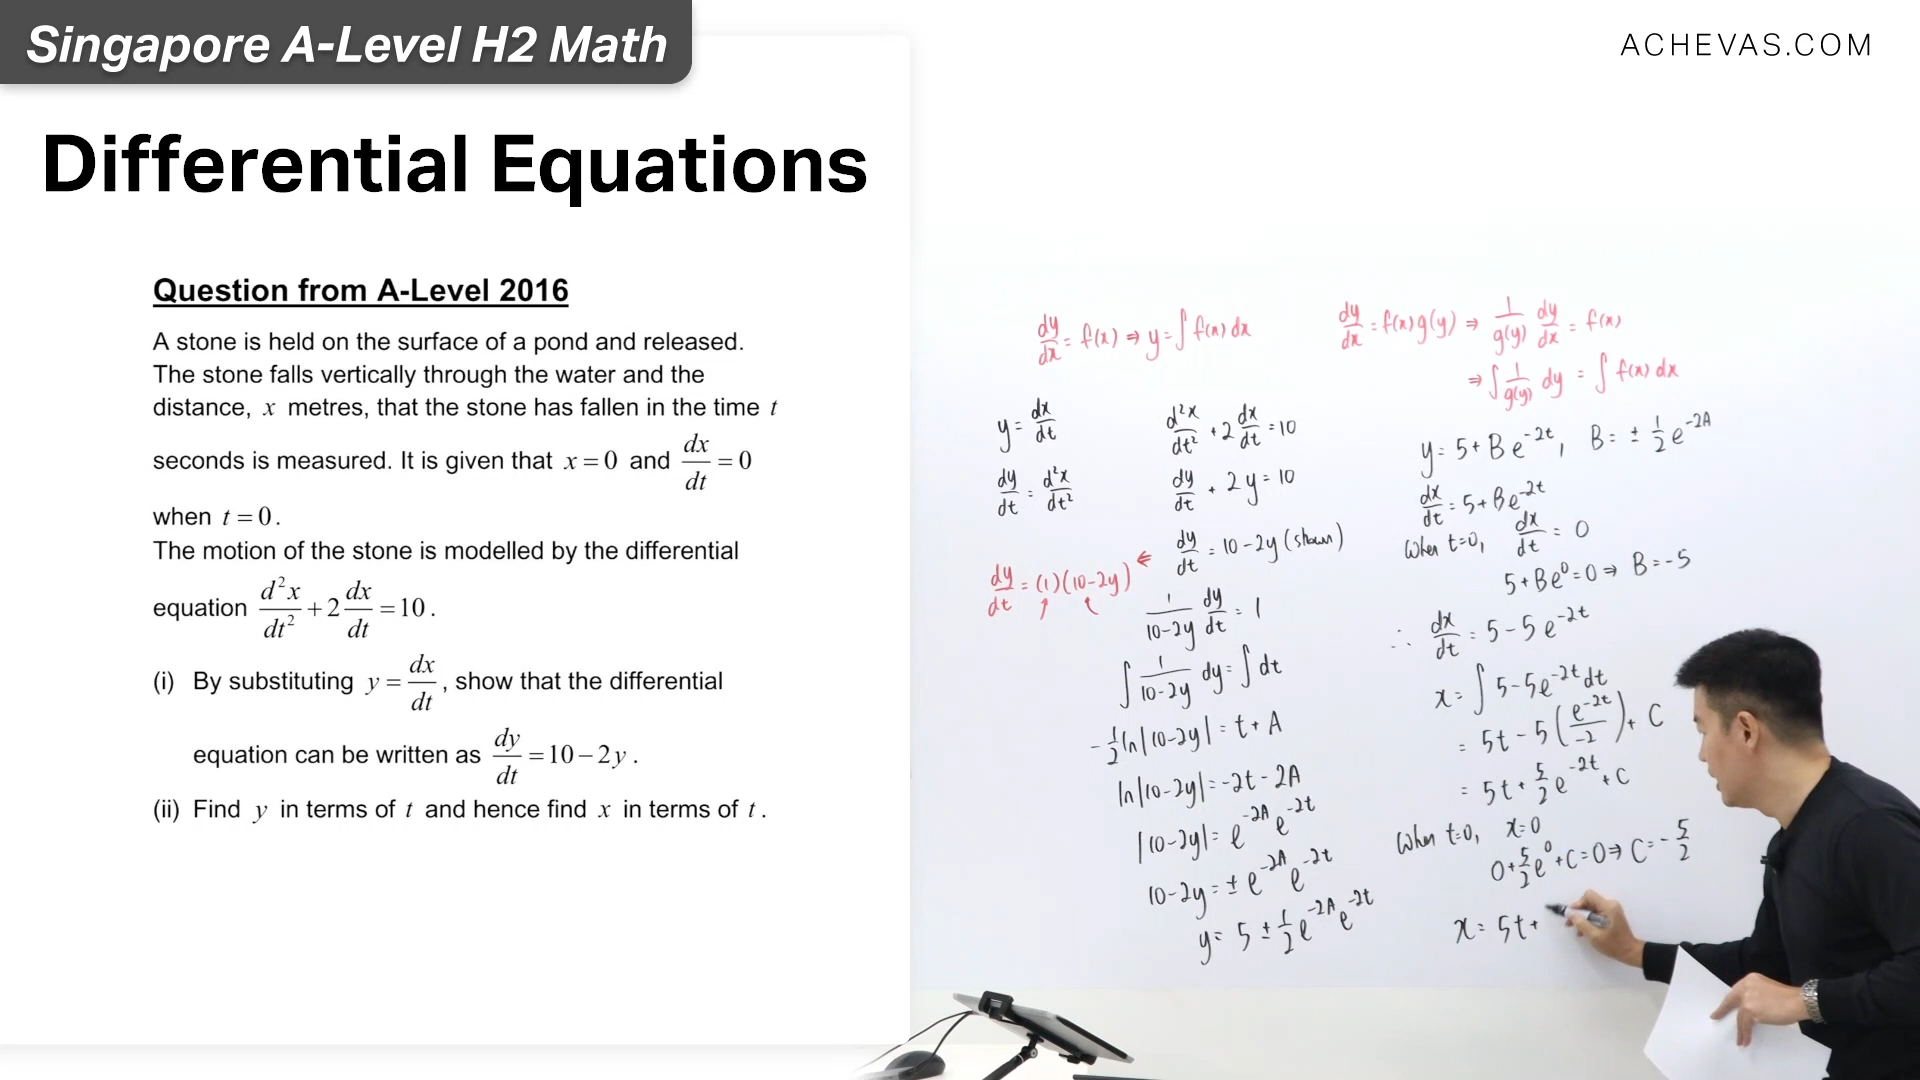 Singapore A-Level H2 Math
ACHEVAS.COM
Differential Equations
Question from A-Level 2016
A stone is held on the surface of a pond and released.
The stone falls vertically through the water and the
distance, x metres, that the stone has fallen in the time t
seconds is measured. It is given that x = 0 and dx/dt = 0
when t = 0.
The motion of the stone is modelled by the differential
equation d²x/dt² + 2 dx/dt = 10.
(i) By substituting y = dx/dt, show that the differential
equation can be written as dy/dt = 10 − 2y.
(ii) Find y in terms of t and hence find x in terms of t.
dy/dx = f(x) ⇒ y = ∫ f(x) dx
dy/dx = f(x)g(y) ⇒ 1/g(y) dy/dx = f(x)
⇒ ∫ 1/g(y) dy = ∫ f(x) dx
y = dx/dt
d²x/dt² + 2 dx/dt = 10
dy/dt = d²x/dt²
dy/dt + 2y = 10
dy/dt = 10 − 2y (shown)
dy/dt = (1)(10−2y) ←
1/(10−2y) dy/dt = 1
∫ 1/(10−2y) dy = ∫ dt
−1/2 ln|10−2y| = t + A
ln|10−2y| = −2t − 2A
|10−2y| = e^(−2A) e^(−2t)
10−2y = ± e^(−2A) e^(−2t)
y = 5 ± 1/2 e^(−2A) e^(−2t)
y = 5 + Be^(−2t), B = ± 1/2 e^(−2A)
dx/dt = 5 + Be^(−2t)
When t=0, dx/dt = 0
5 + Be⁰ = 0 ⇒ B = −5
∴ dx/dt = 5 − 5e^(−2t)
x = ∫ 5 − 5e^(−2t) dt
= 5t − 5(e^(−2t)/−2) + C
= 5t + 5/2 e^(−2t) + C
When t=0, x=0
0 + 5/2 e⁰ + C = 0 ⇒ C = −5/2
x = 5t +